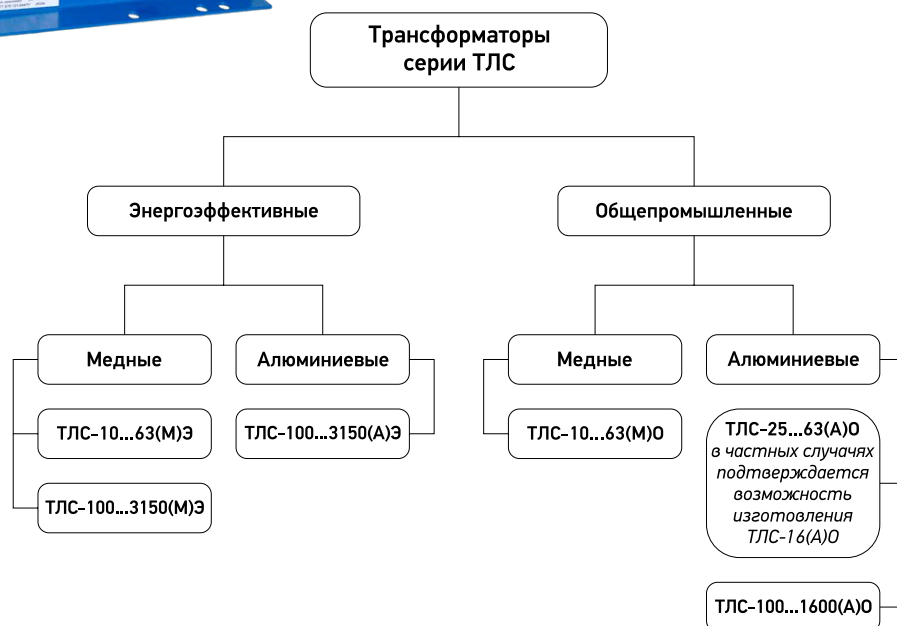 Трансформаторы
серии ТЛС
Энергоэффективные
Общепромышленные
Медные
Алюминиевые
Медные
Алюминиевые
ТЛС-10...63(М)Э
ТЛС-100...3150(А)Э
ТЛС-10...63(М)О
ТЛС-25...63(А)О
в частных случаях
подтверждается
возможность
изготовления
ТЛС-16(А)О
ТЛС-100...3150(М)Э
ТЛС-100...1600(А)О